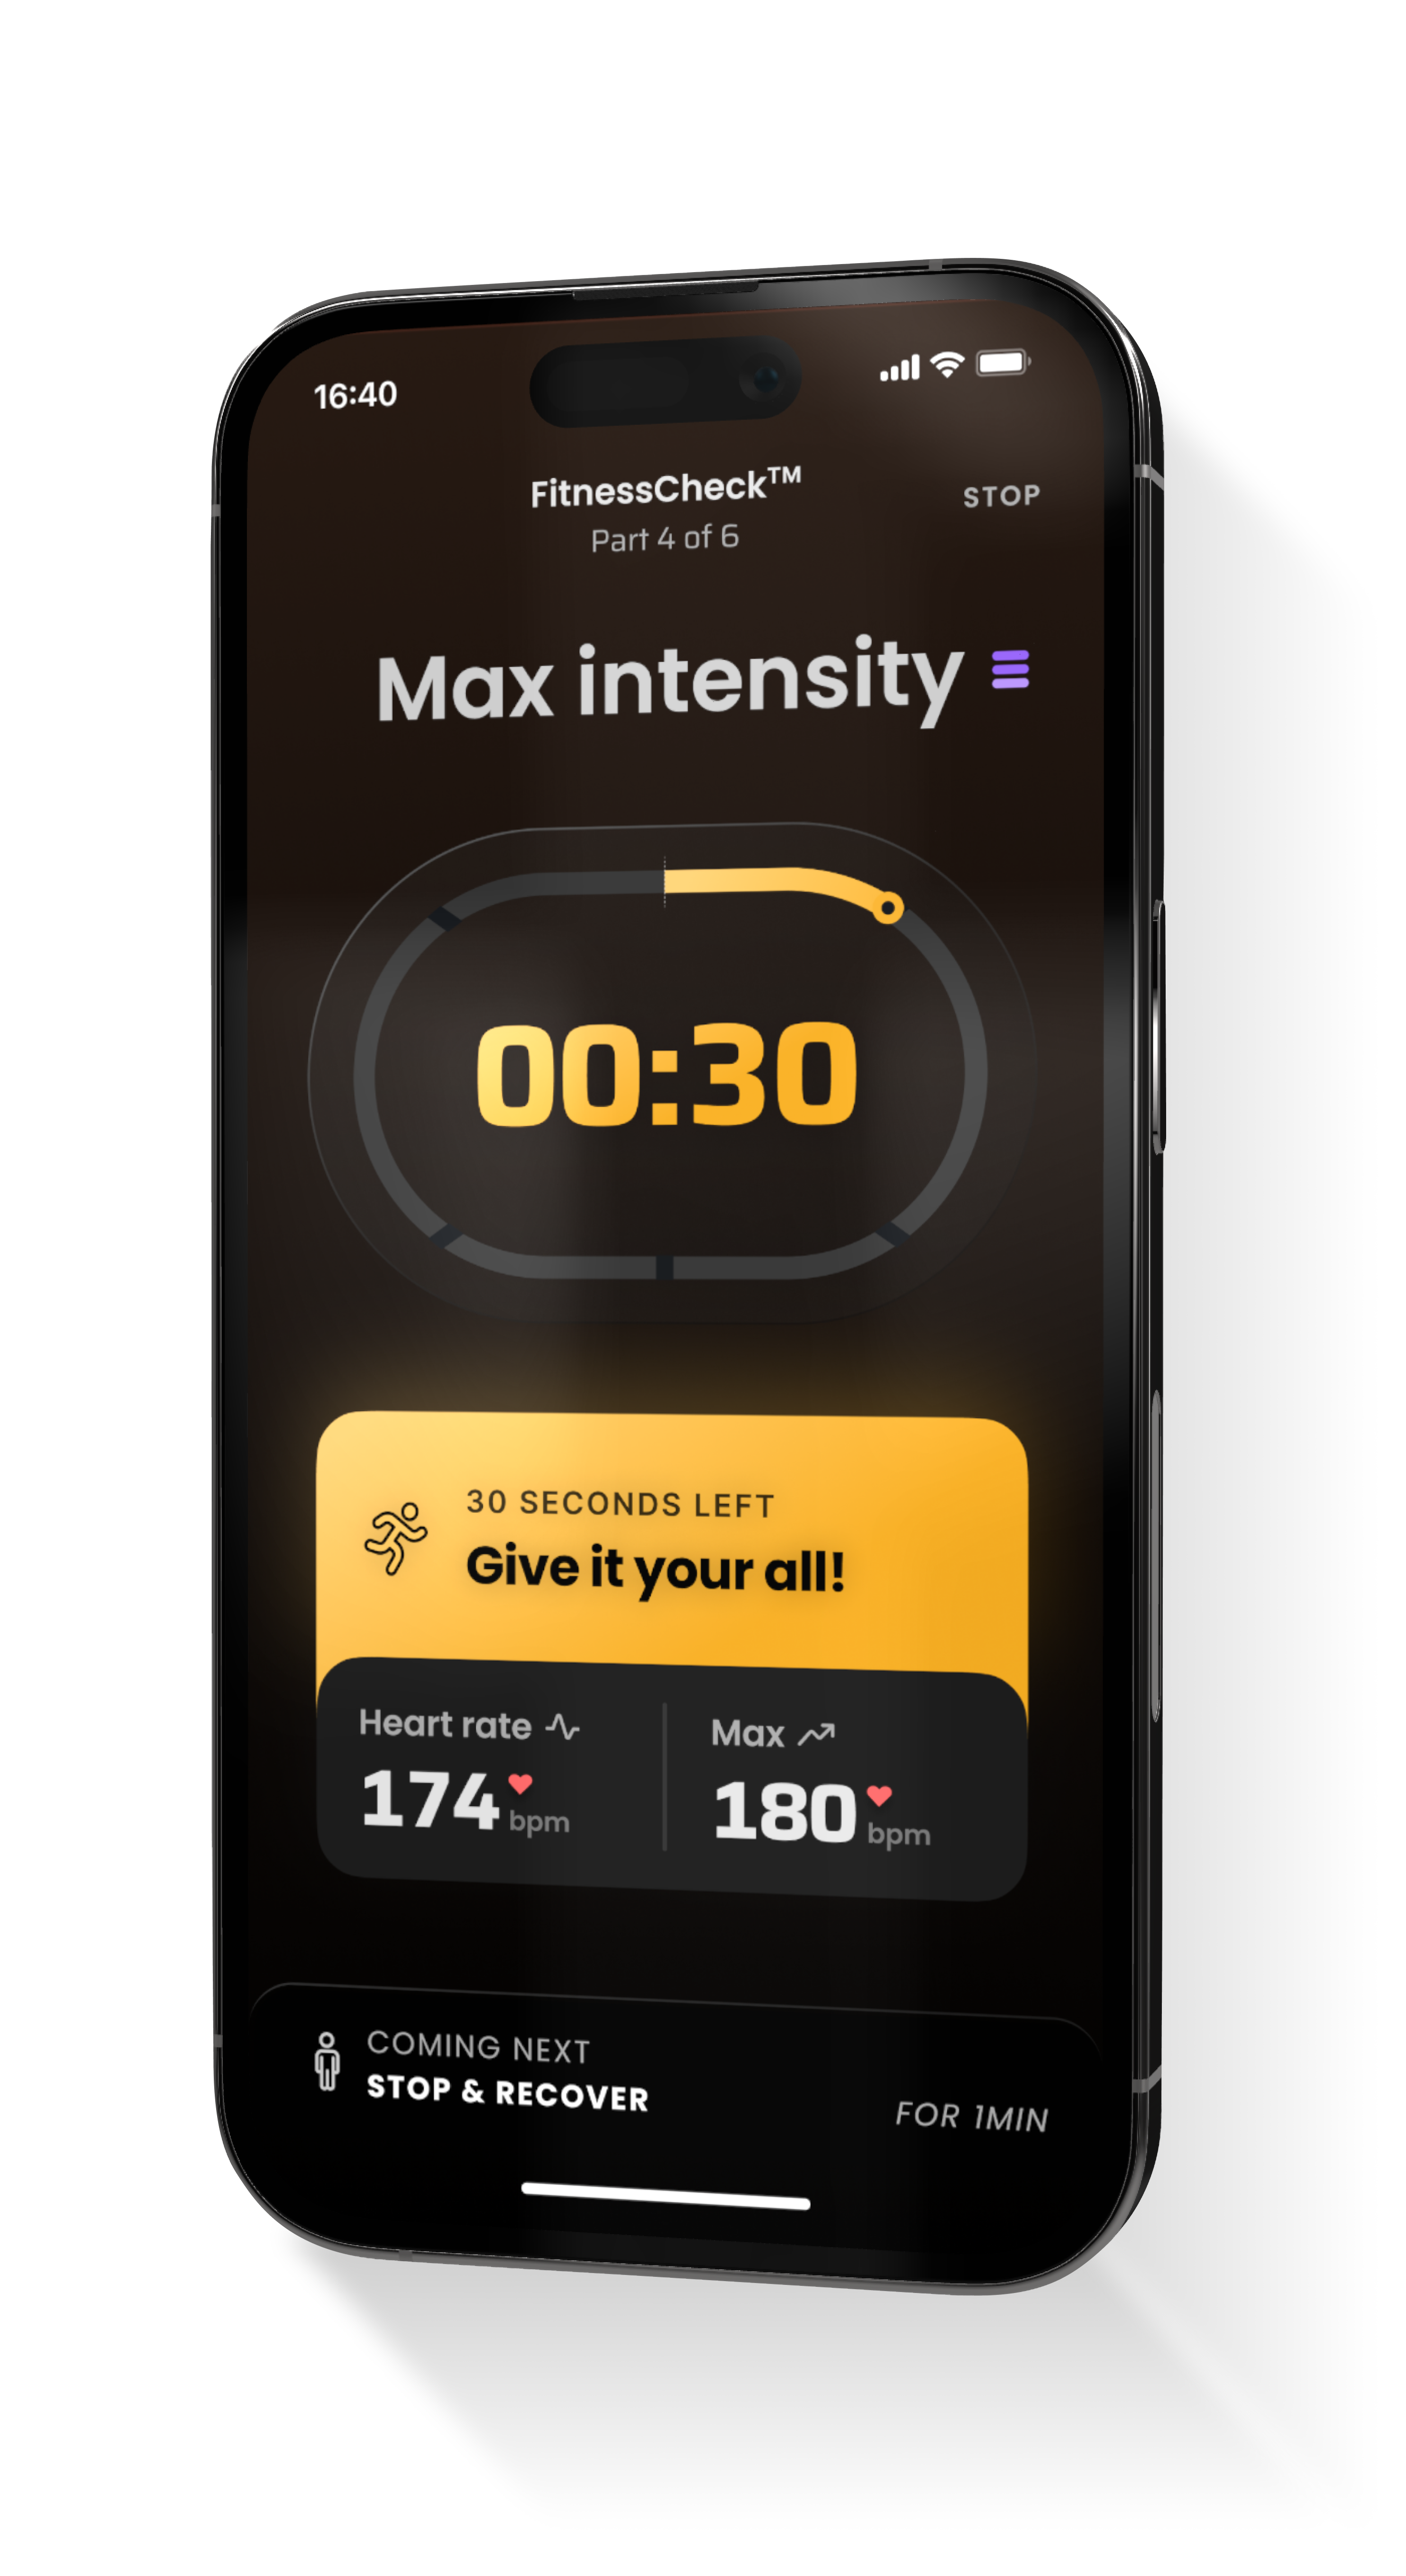 16:40
FitnessCheck™
Part 4 of 6
STOP
Max intensity
00:30
30 SECONDS LEFT
Give it your all!
Heart rate
174 bpm
Max
180 bpm
COMING NEXT
STOP & RECOVER
FOR 1MIN